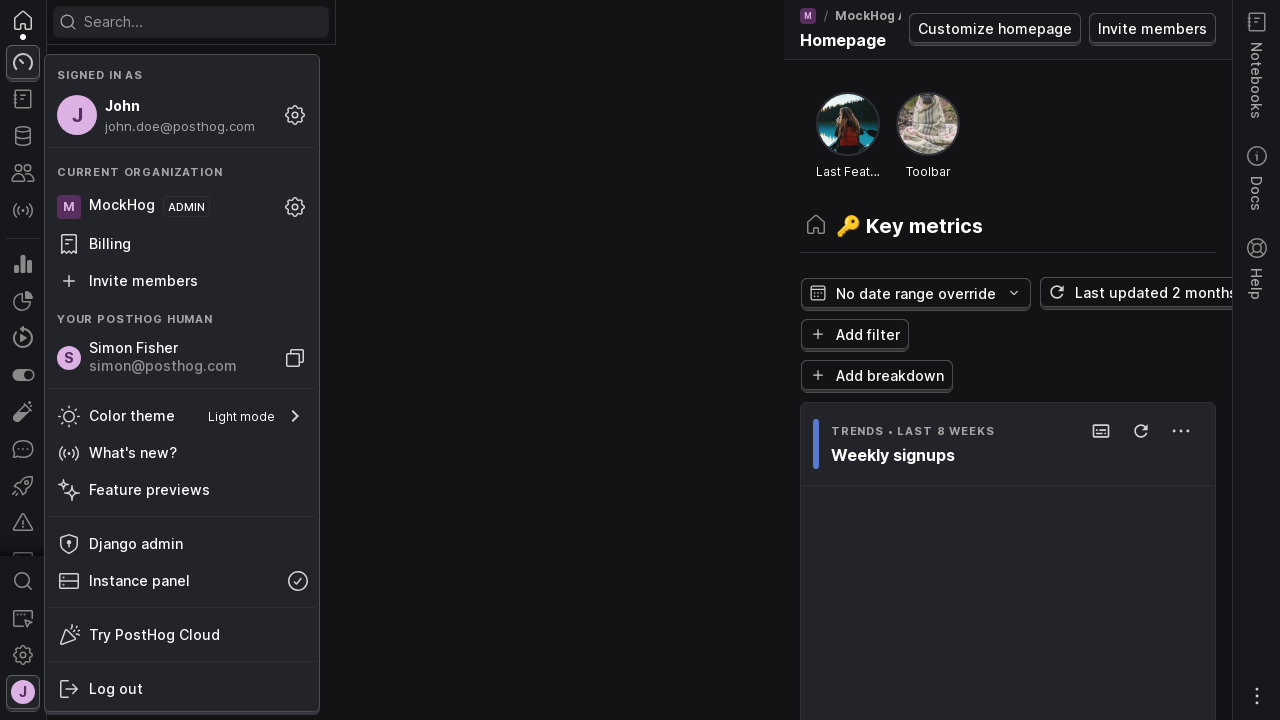 Search...
SIGNED IN AS
J
John
john.doe@posthog.com
CURRENT ORGANIZATION
M
MockHog
ADMIN
Billing
Invite members
YOUR POSTHOG HUMAN
S
Simon Fisher
simon@posthog.com
Color theme
Light mode
What's new?
Feature previews
Django admin
Instance panel
Try PostHog Cloud
Log out
J
M / MockHog
Homepage
Customize homepage
Invite members
Last Feat...
Toolbar
🔑 Key metrics
No date range override
Last updated 2 months
Add filter
Add breakdown
TRENDS • LAST 8 WEEKS
Weekly signups
Notebooks
Docs
Help